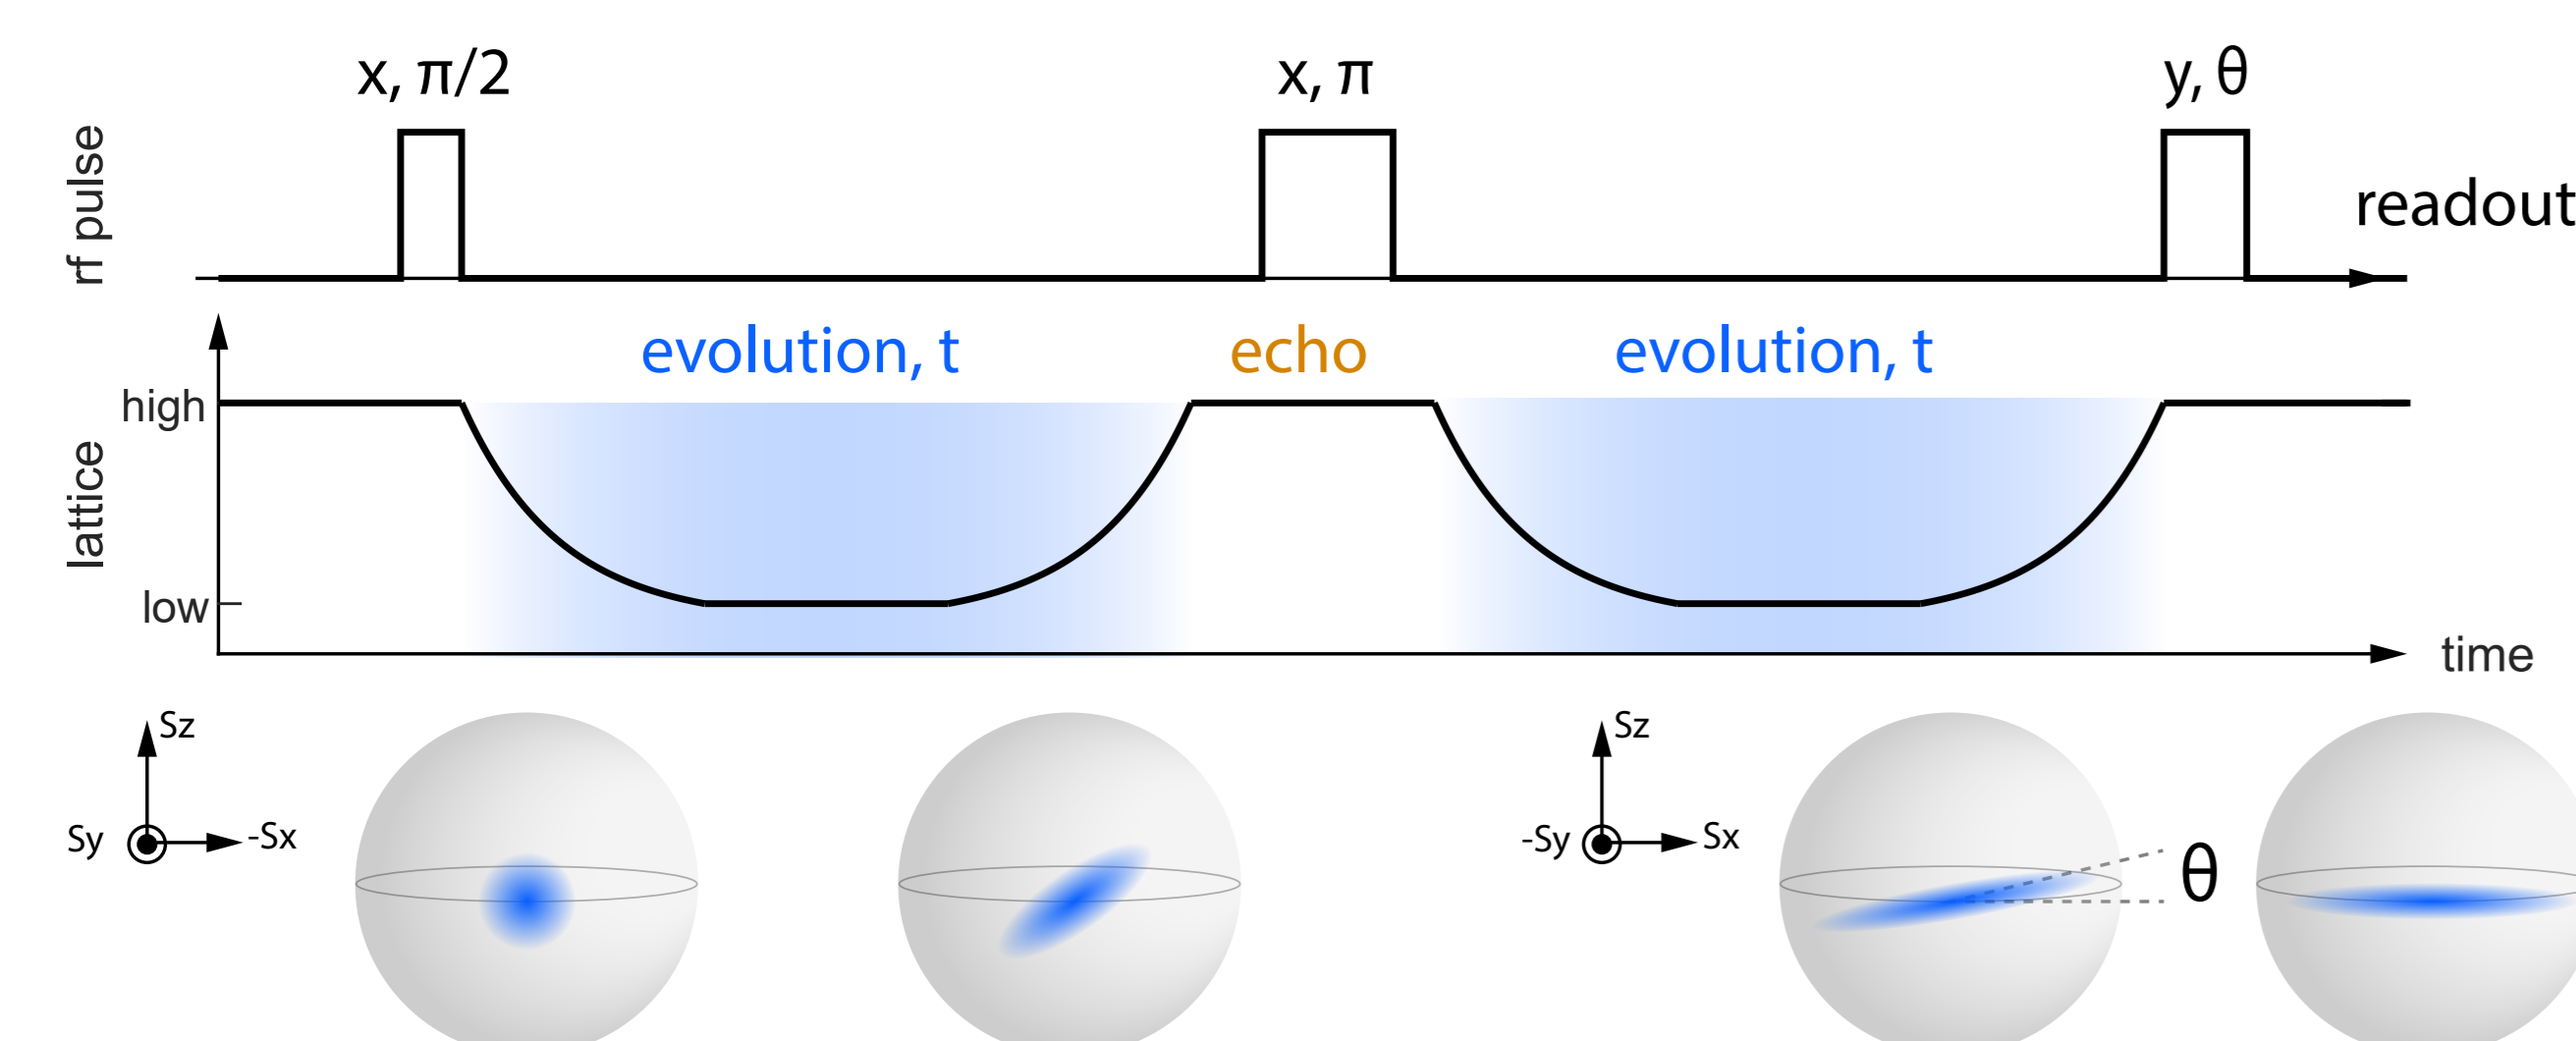 x, π/2
x, π
y, θ
rf pulse
readout
evolution, t
echo
evolution, t
high
lattice
low
time
Sz
Sy
-Sx
Sz
-Sy
Sx
θ